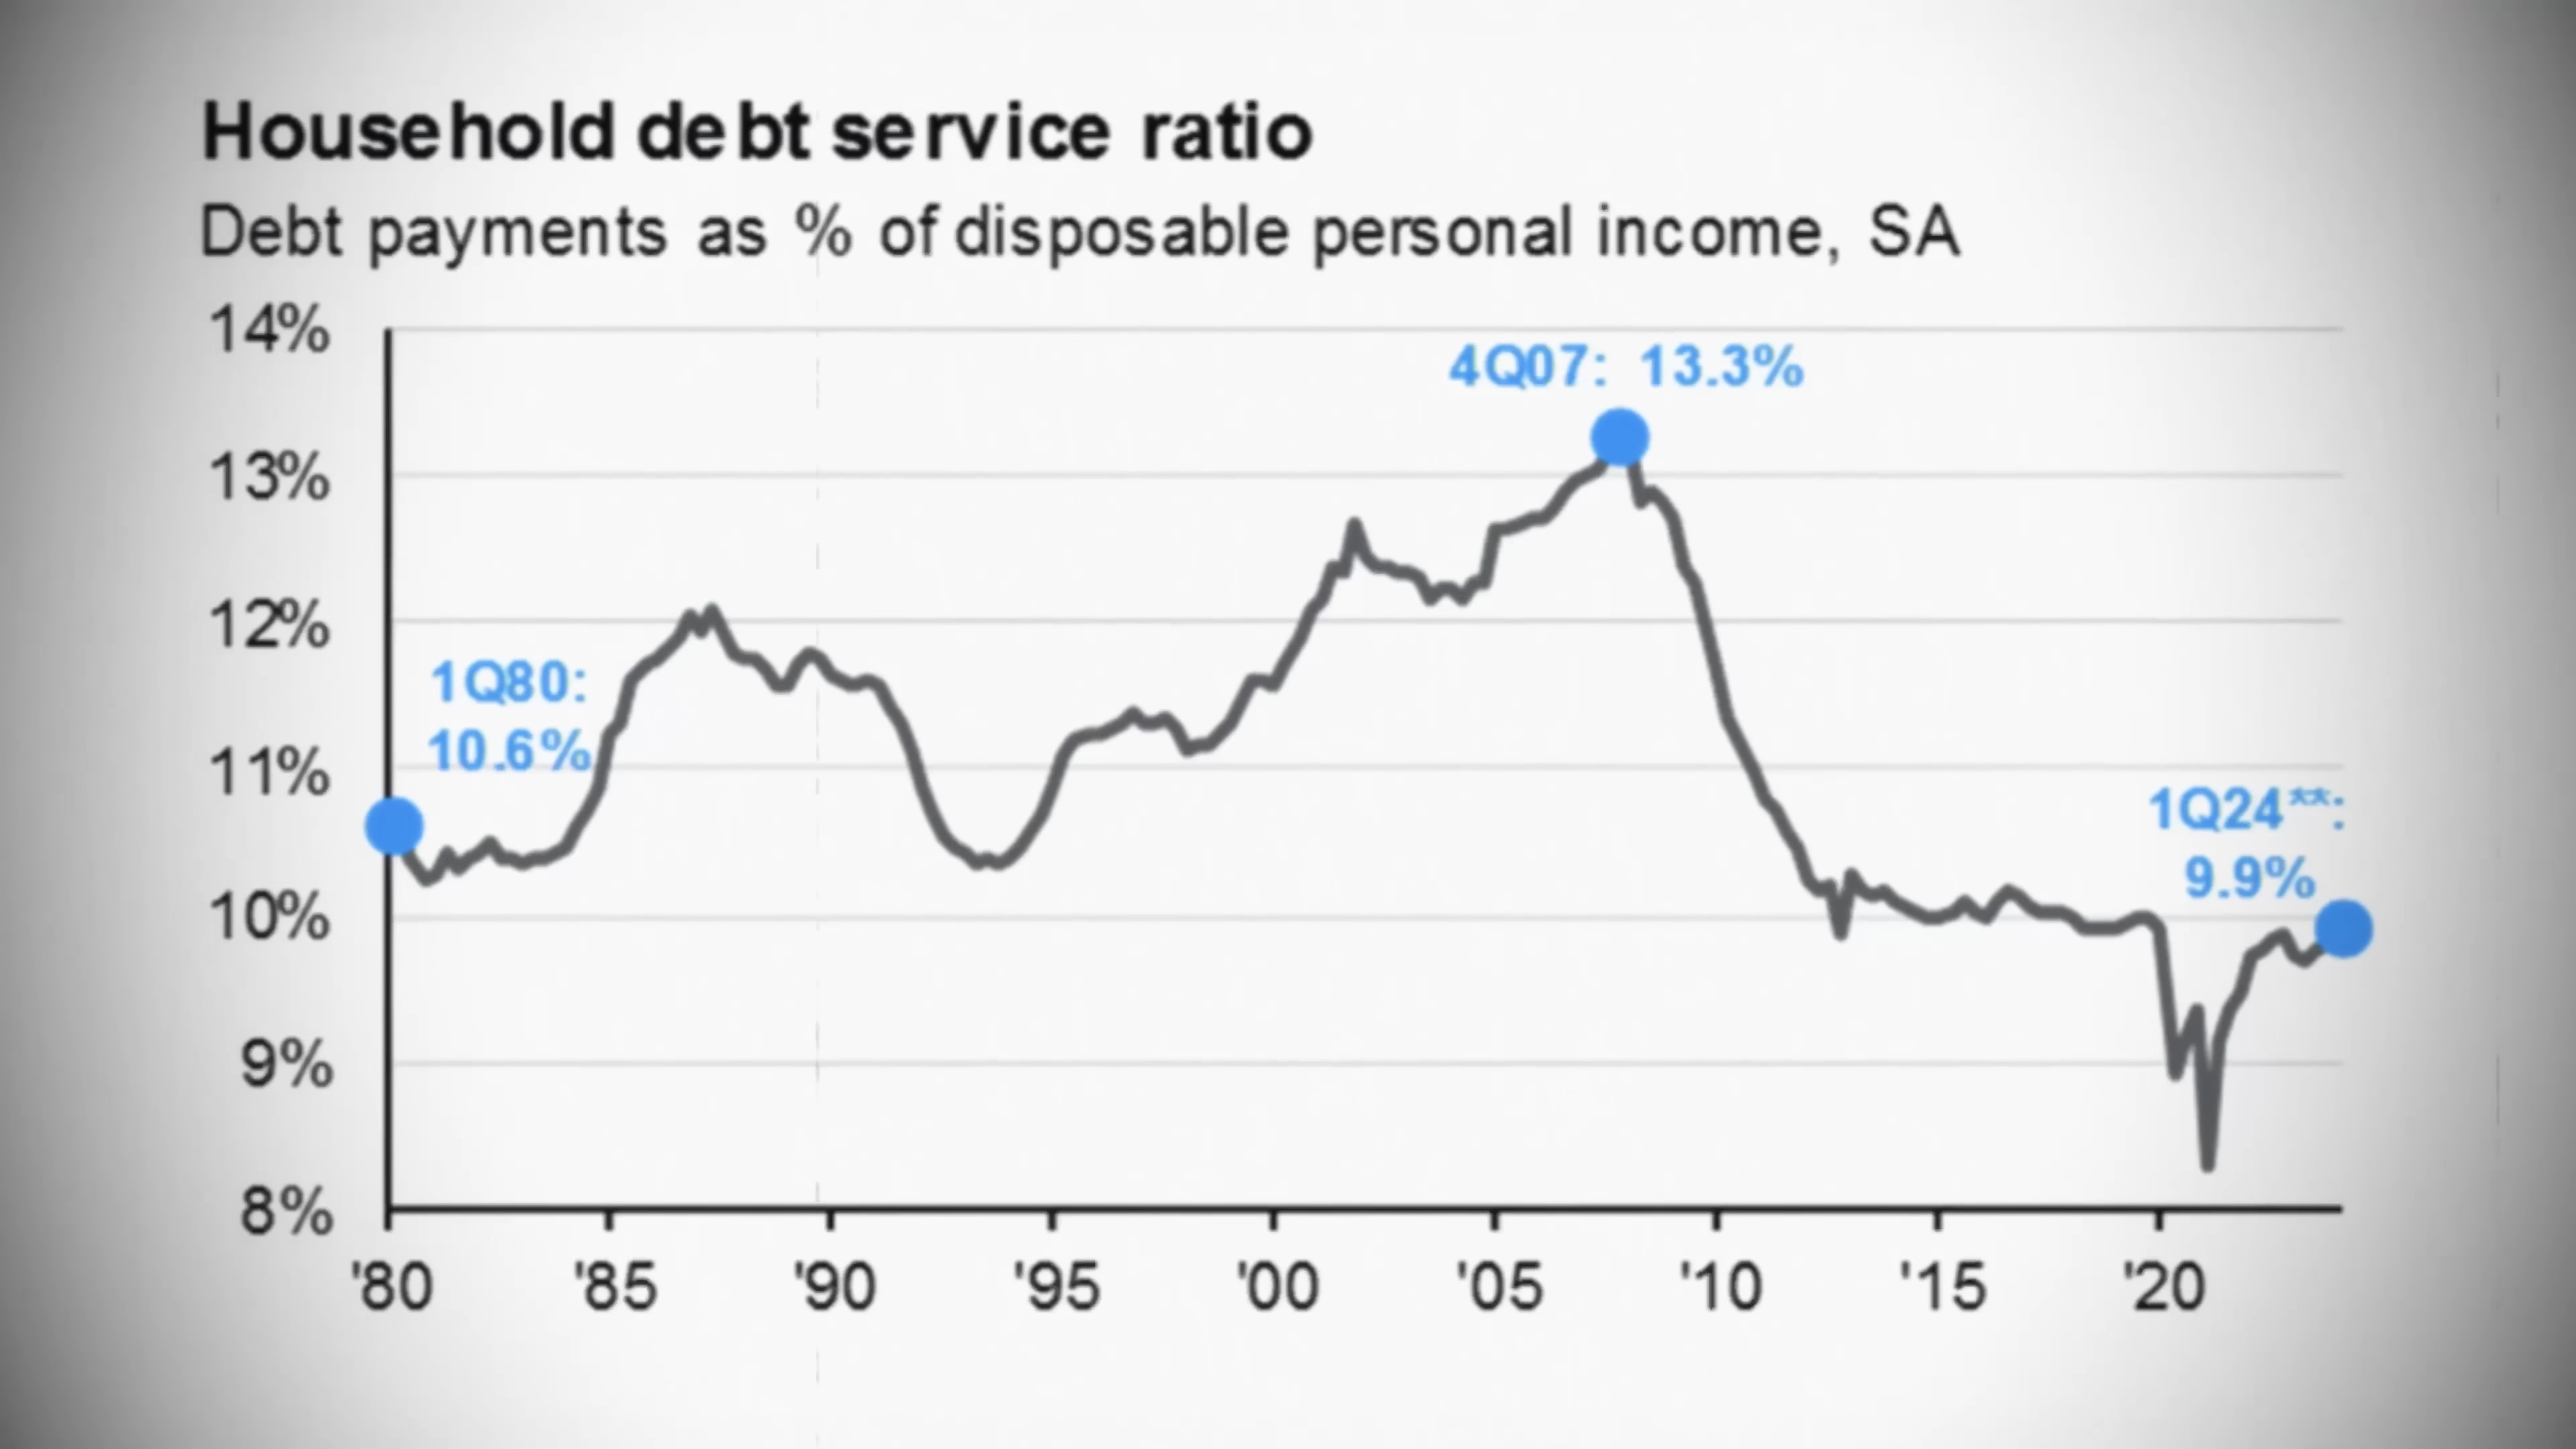 Household debt service ratio
Debt payments as % of disposable personal income, SA
14%
4Q07: 13.3%
13%
12%
1Q80:
10.6%
11%
1Q24**:
9.9%
10%
9%
8%
'80 '85 '90 '95 '00 '05 '10 '15 '20